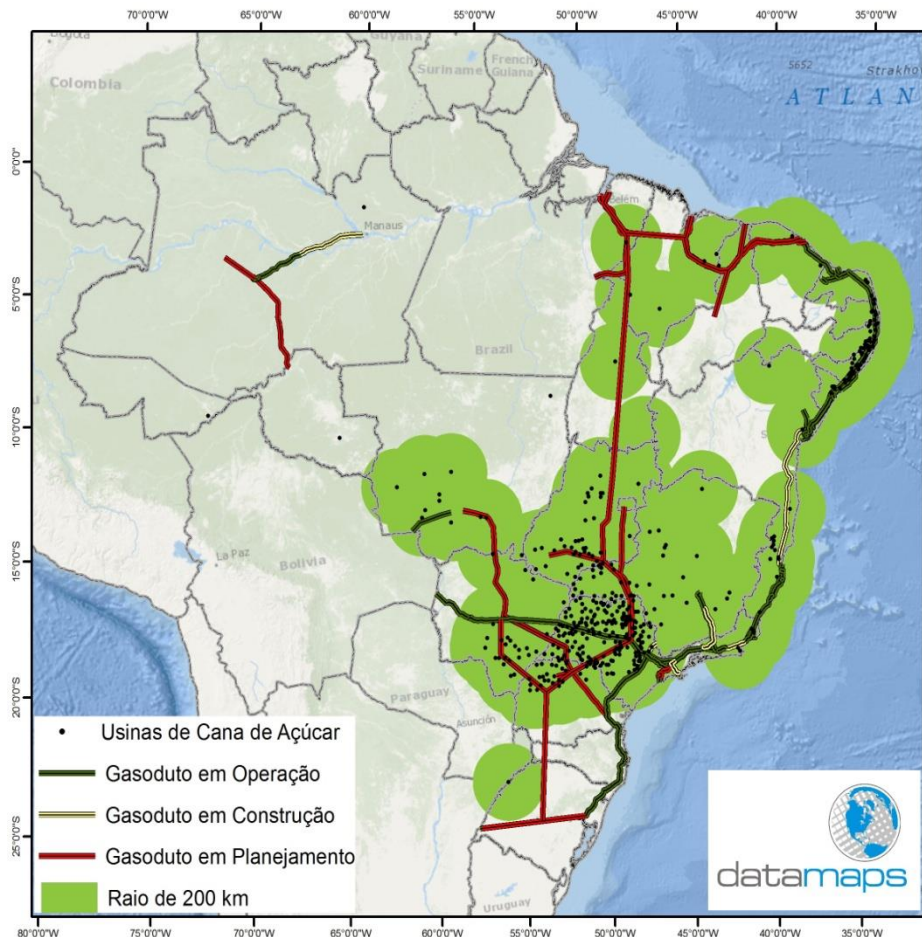 70°0'0"W 65°0'0"W 60°0'0"W 55°0'0"W 50°0'0"W 45°0'0"W 40°0'0"W 35°0'0"W
Bogotá
Guyana
Colombia
Suriname
French
Guiana
5652
Strakhov
ATLAN
0°0'0"
Belém
Manaus
5°0'0"S
Brazil
10°0'0"S
La Paz
Bolivia
15°0'0"S
Paraguay
20°0'0"S
Asunción
Usinas de Cana de Açúcar
Gasoduto em Operação
Gasoduto em Construção
Gasoduto em Planejamento
Raio de 200 km
25°0'0"S
datamaps
Uruguay
80°0'0"W 75°0'0"W 70°0'0"W 65°0'0"W 60°0'0"W 55°0'0"W 50°0'0"W 45°0'0"W 40°0'0"W 35°0'0"W